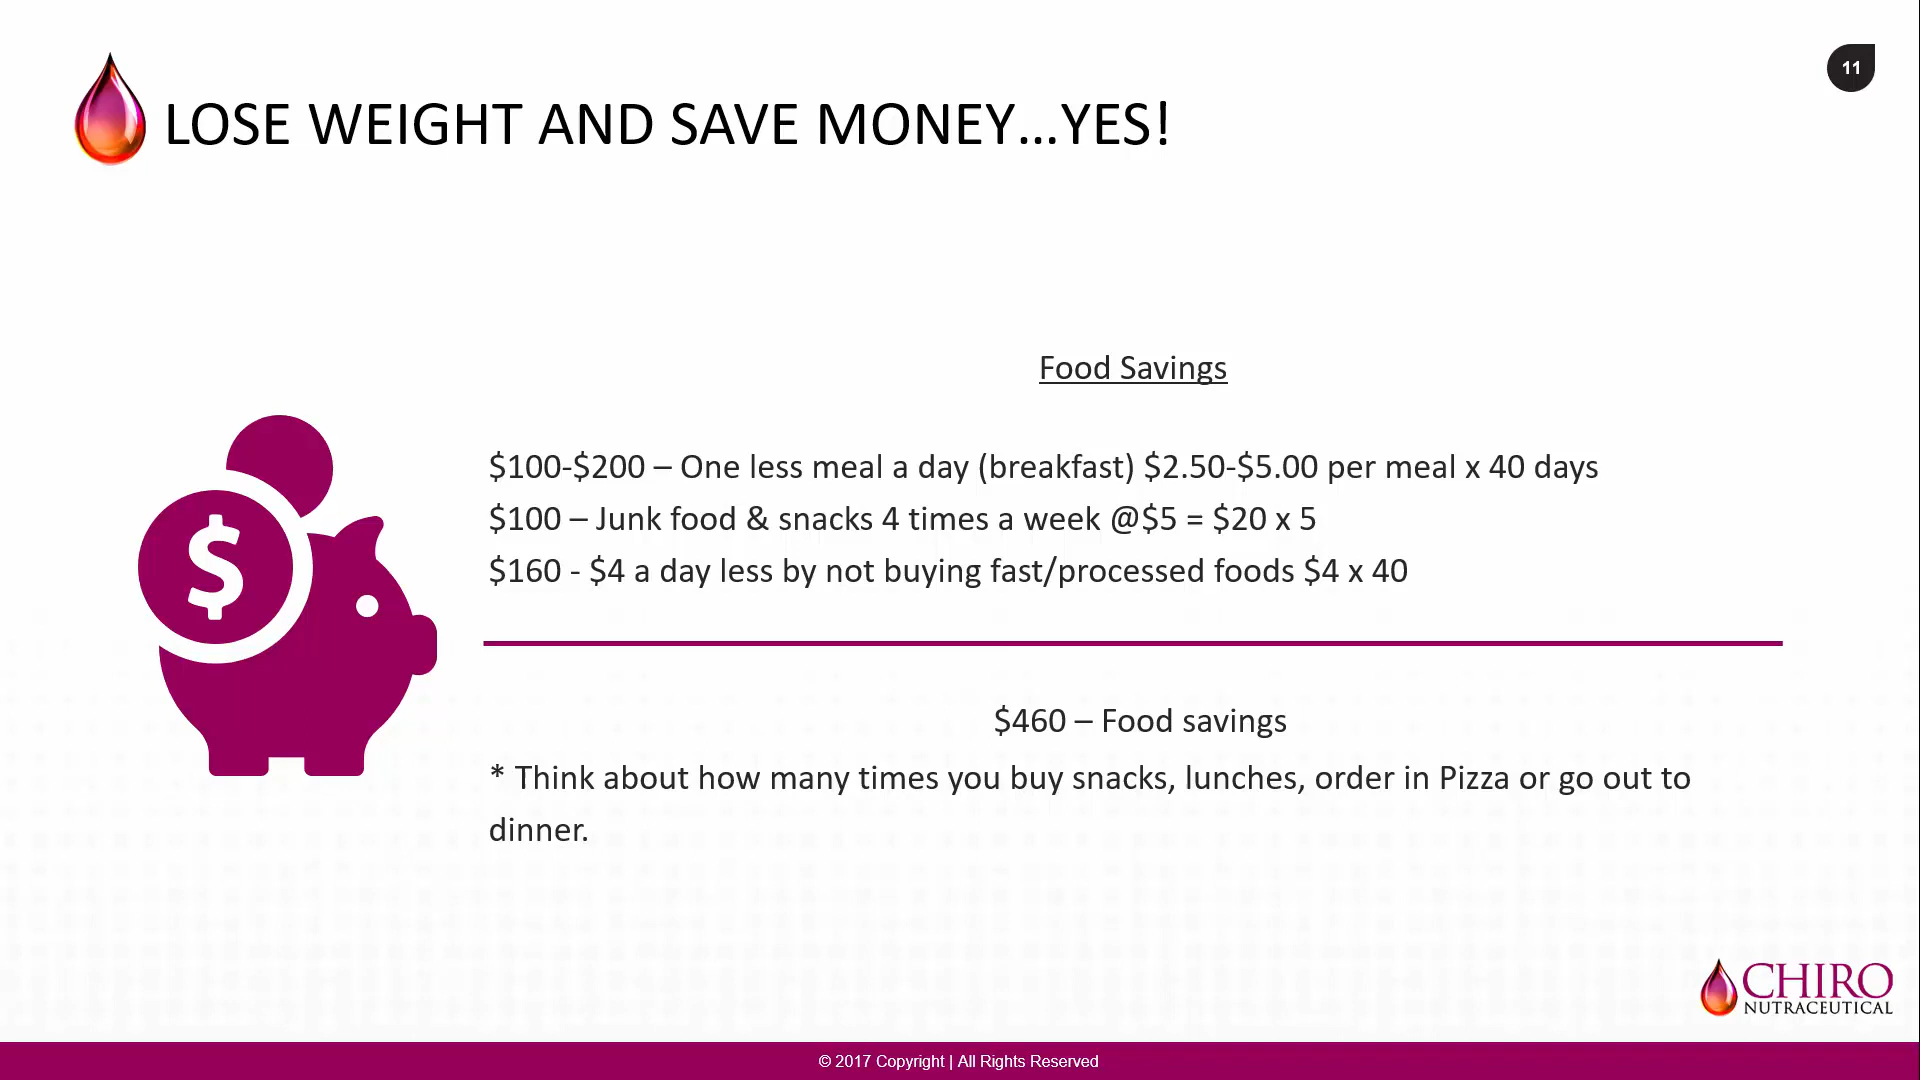 11
LOSE WEIGHT AND SAVE MONEY...YES!
Food Savings
$100-$200 – One less meal a day (breakfast) $2.50-$5.00 per meal x 40 days
$100 – Junk food & snacks 4 times a week @$5 = $20 x 5
$160 - $4 a day less by not buying fast/processed foods $4 x 40
$
$460 – Food savings
* Think about how many times you buy snacks, lunches, order in Pizza or go out to
dinner.
CHIRO
NUTRACEUTICAL
© 2017 Copyright | All Rights Reserved